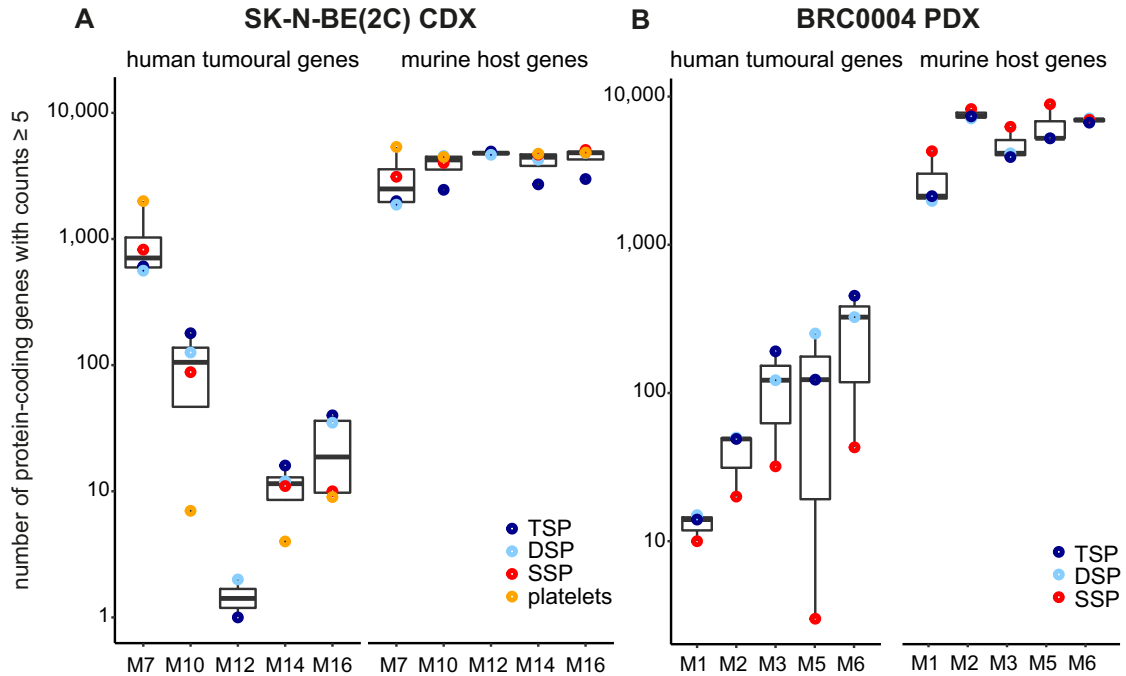 A SK-N-BE(2C) CDX
human tumoural genes murine host genes
number of protein-coding genes with counts ≥ 5
10,000
1,000
100
10
1
TSP
DSP
SSP
platelets
M7 M10 M12 M14 M16 M7 M10 M12 M14 M16
B BRC0004 PDX
human tumoural genes murine host genes
10,000
1,000
100
10
TSP
DSP
SSP
M1 M2 M3 M5 M6 M1 M2 M3 M5 M6